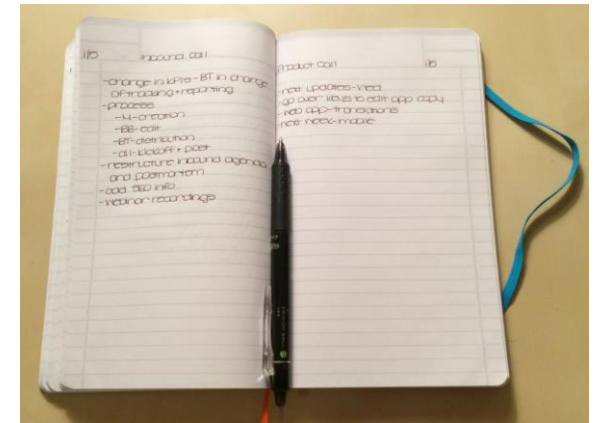 1/5 Inbound Call
-change in KPIs-BT in charge
of tracking+reporting
-process
-M-creation
-BB-edit
-BT-distribution
-all-kickoff+post
-restructure inbound agenda
and postmortem
-add SEO info
-Webinar recordings
Product Call 1/5
-next updates-Wed.
-go over keys to edit app copy
-Web app-translations
-next week-mobile